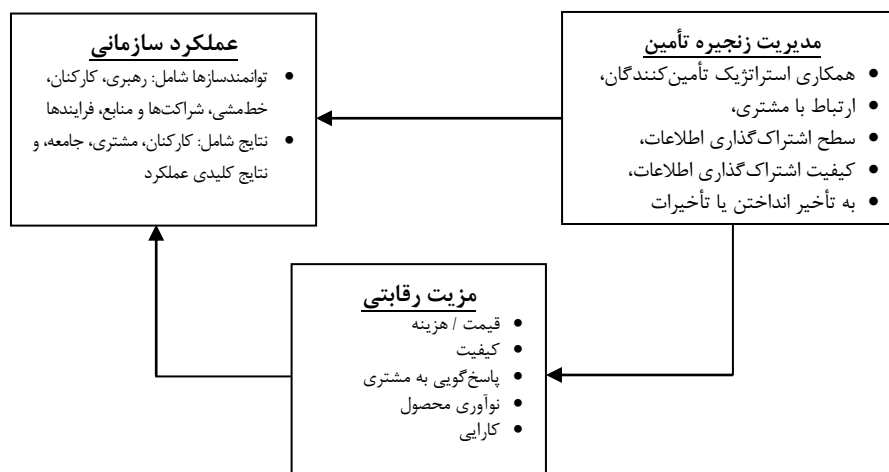 مدیریت زنجیره تأمین
• همکاری استراتژیک تأمین‌کنندگان،
• ارتباط با مشتری،
• سطح اشتراک‌گذاری اطلاعات،
• کیفیت اشتراک‌گذاری اطلاعات،
• به تأخیر انداختن یا تأخیرات
عملکرد سازمانی
• توانمندسازها شامل: رهبری، کارکنان،
خط‌مشی، شراکت‌ها و منابع، فرایندها
• نتایج شامل: کارکنان، مشتری، جامعه، و
نتایج کلیدی عملکرد
مزیت رقابتی
• قیمت / هزینه
• کیفیت
• پاسخ‌گویی به مشتری
• نوآوری محصول
• کارایی